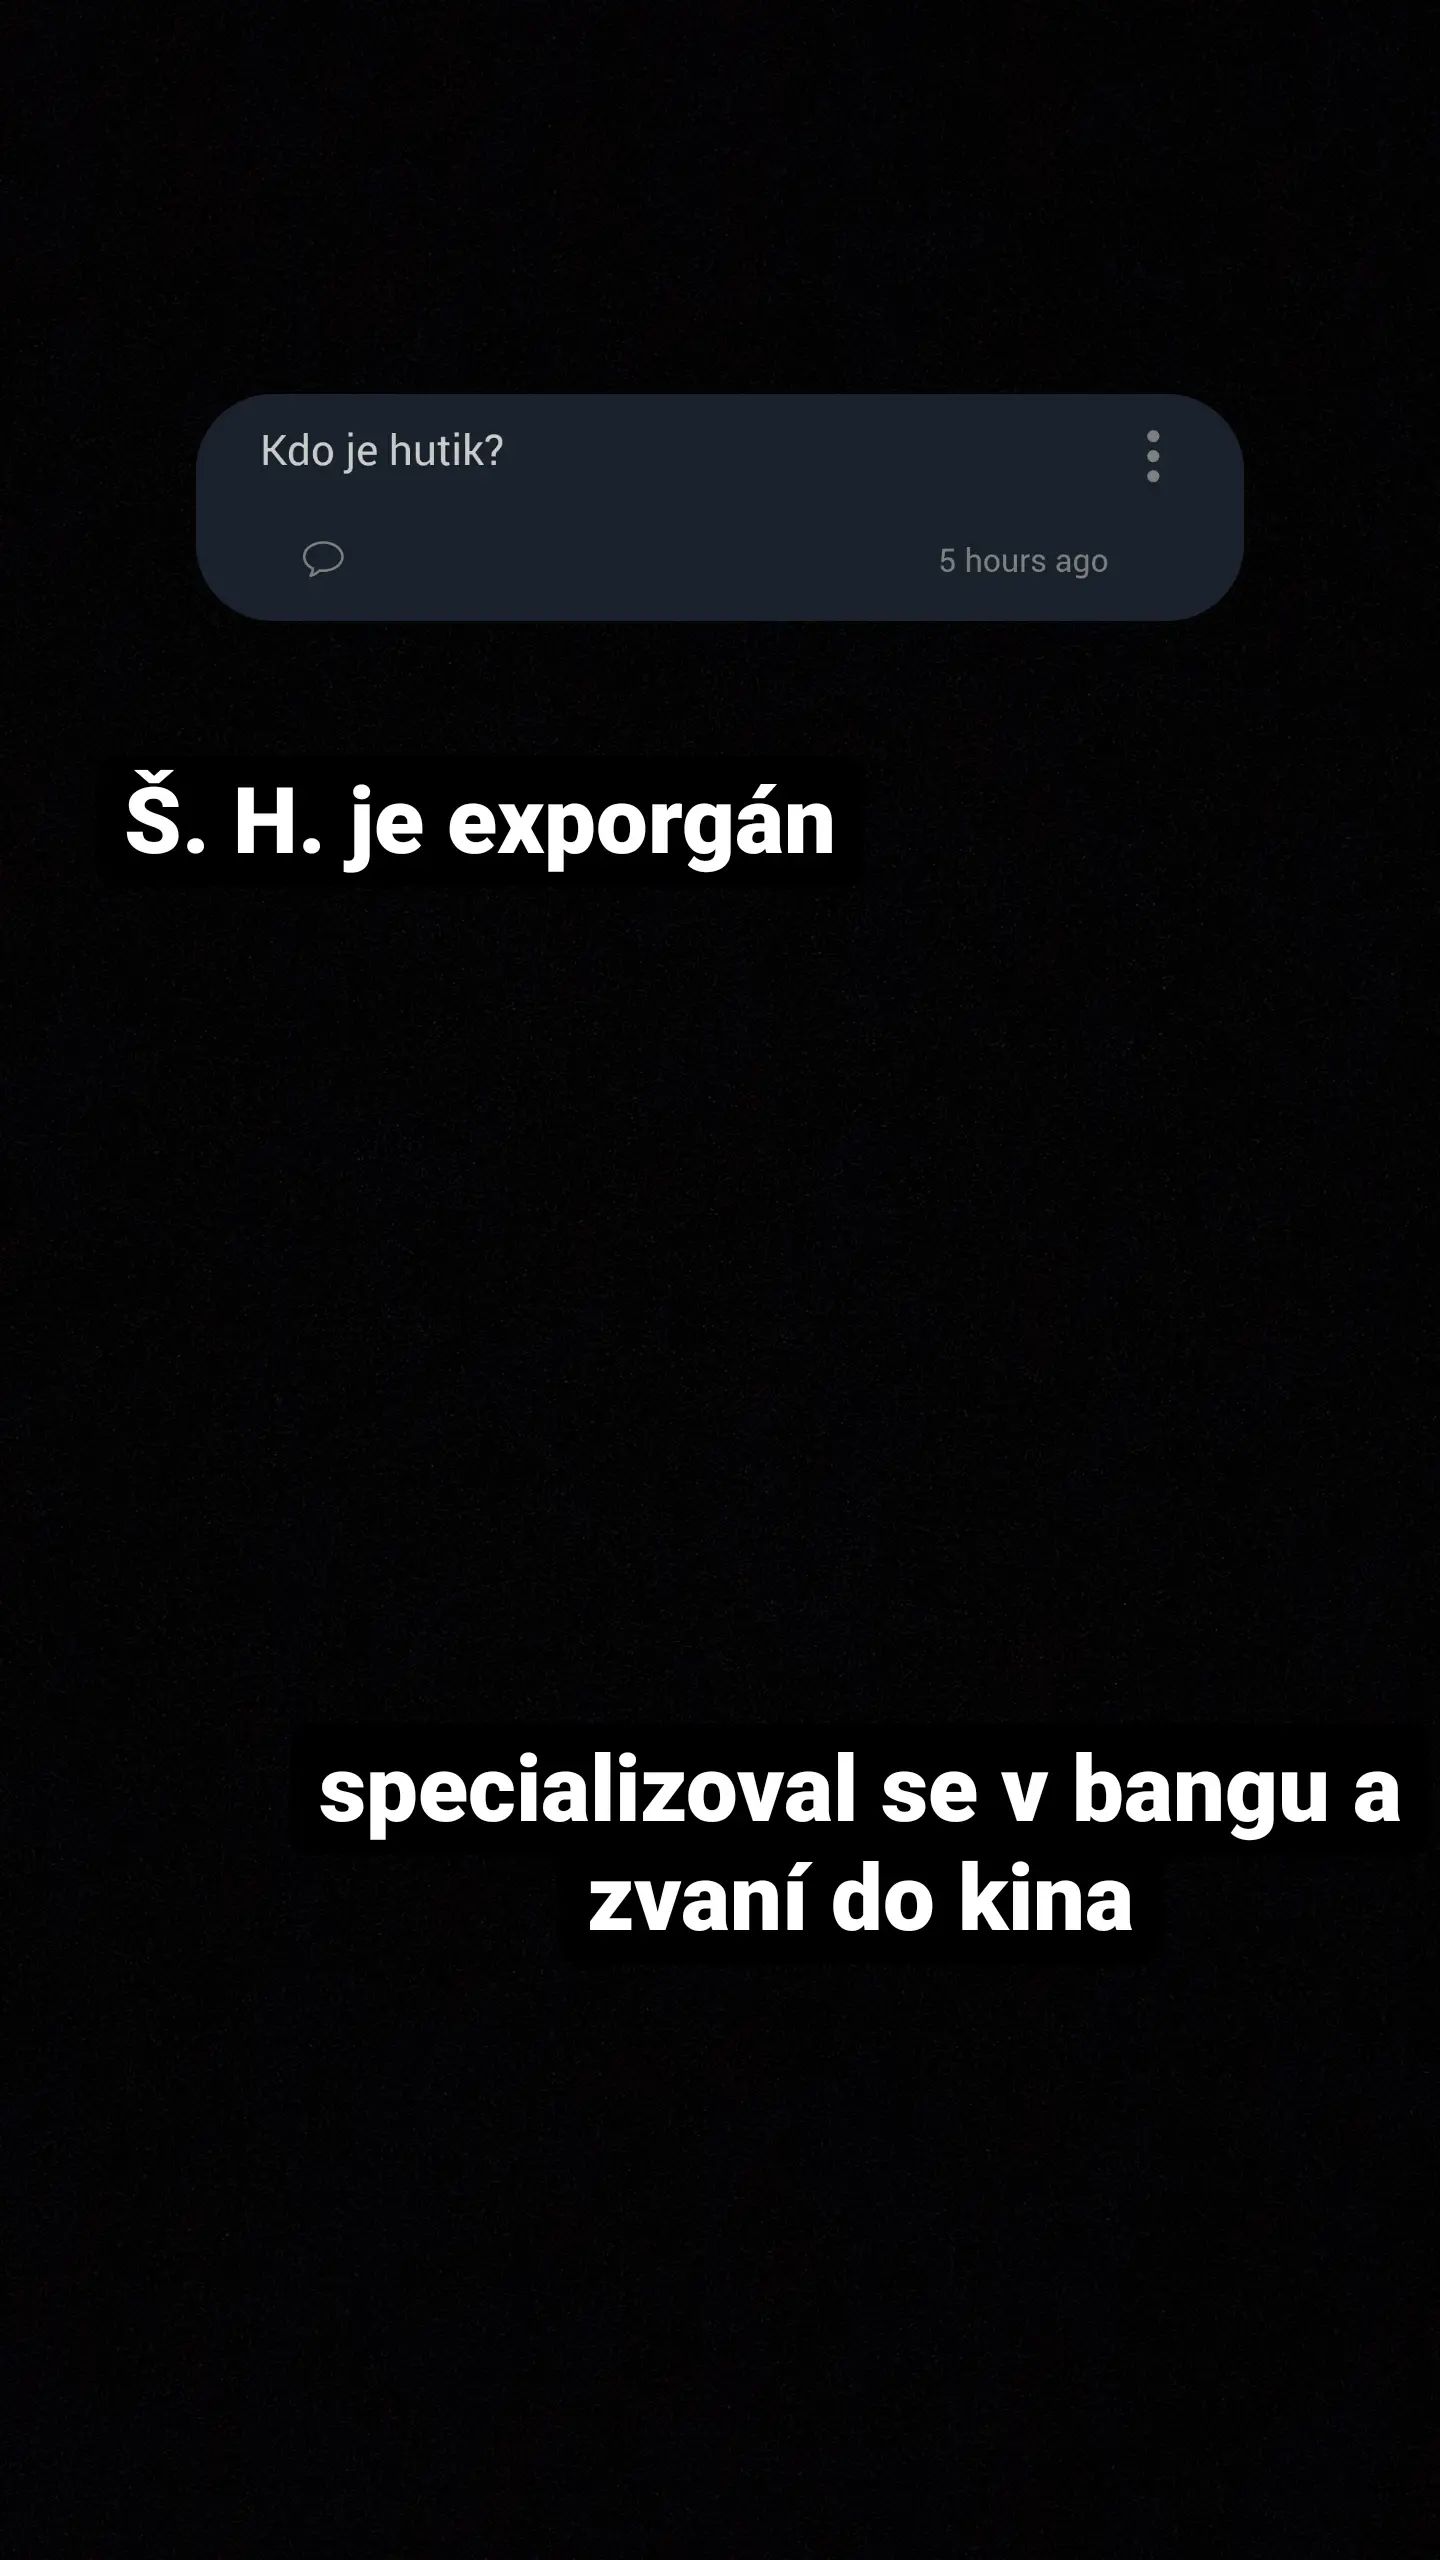 Kdo je hutik?
5 hours ago
Š. H. je exporgán
specializoval se v bangu a
zvaní do kina